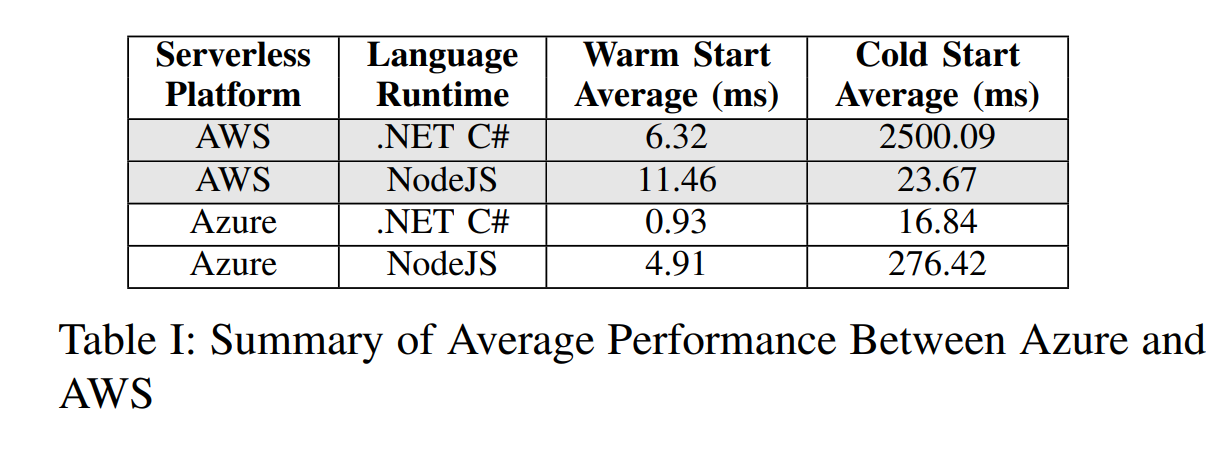 Serverless Platform | Language Runtime | Warm Start Average (ms) | Cold Start Average (ms)
AWS | .NET C# | 6.32 | 2500.09
AWS | NodeJS | 11.46 | 23.67
Azure | .NET C# | 0.93 | 16.84
Azure | NodeJS | 4.91 | 276.42
Table I: Summary of Average Performance Between Azure and
AWS